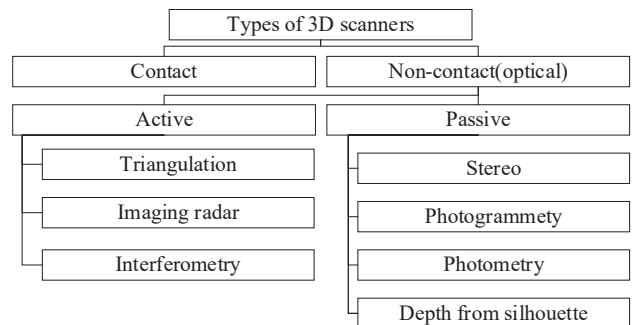 Types of 3D scanners
Contact
Non-contact(optical)
Active
Passive
Triangulation
Imaging radar
Interferometry
Stereo
Photogrammety
Photometry
Depth from silhouette